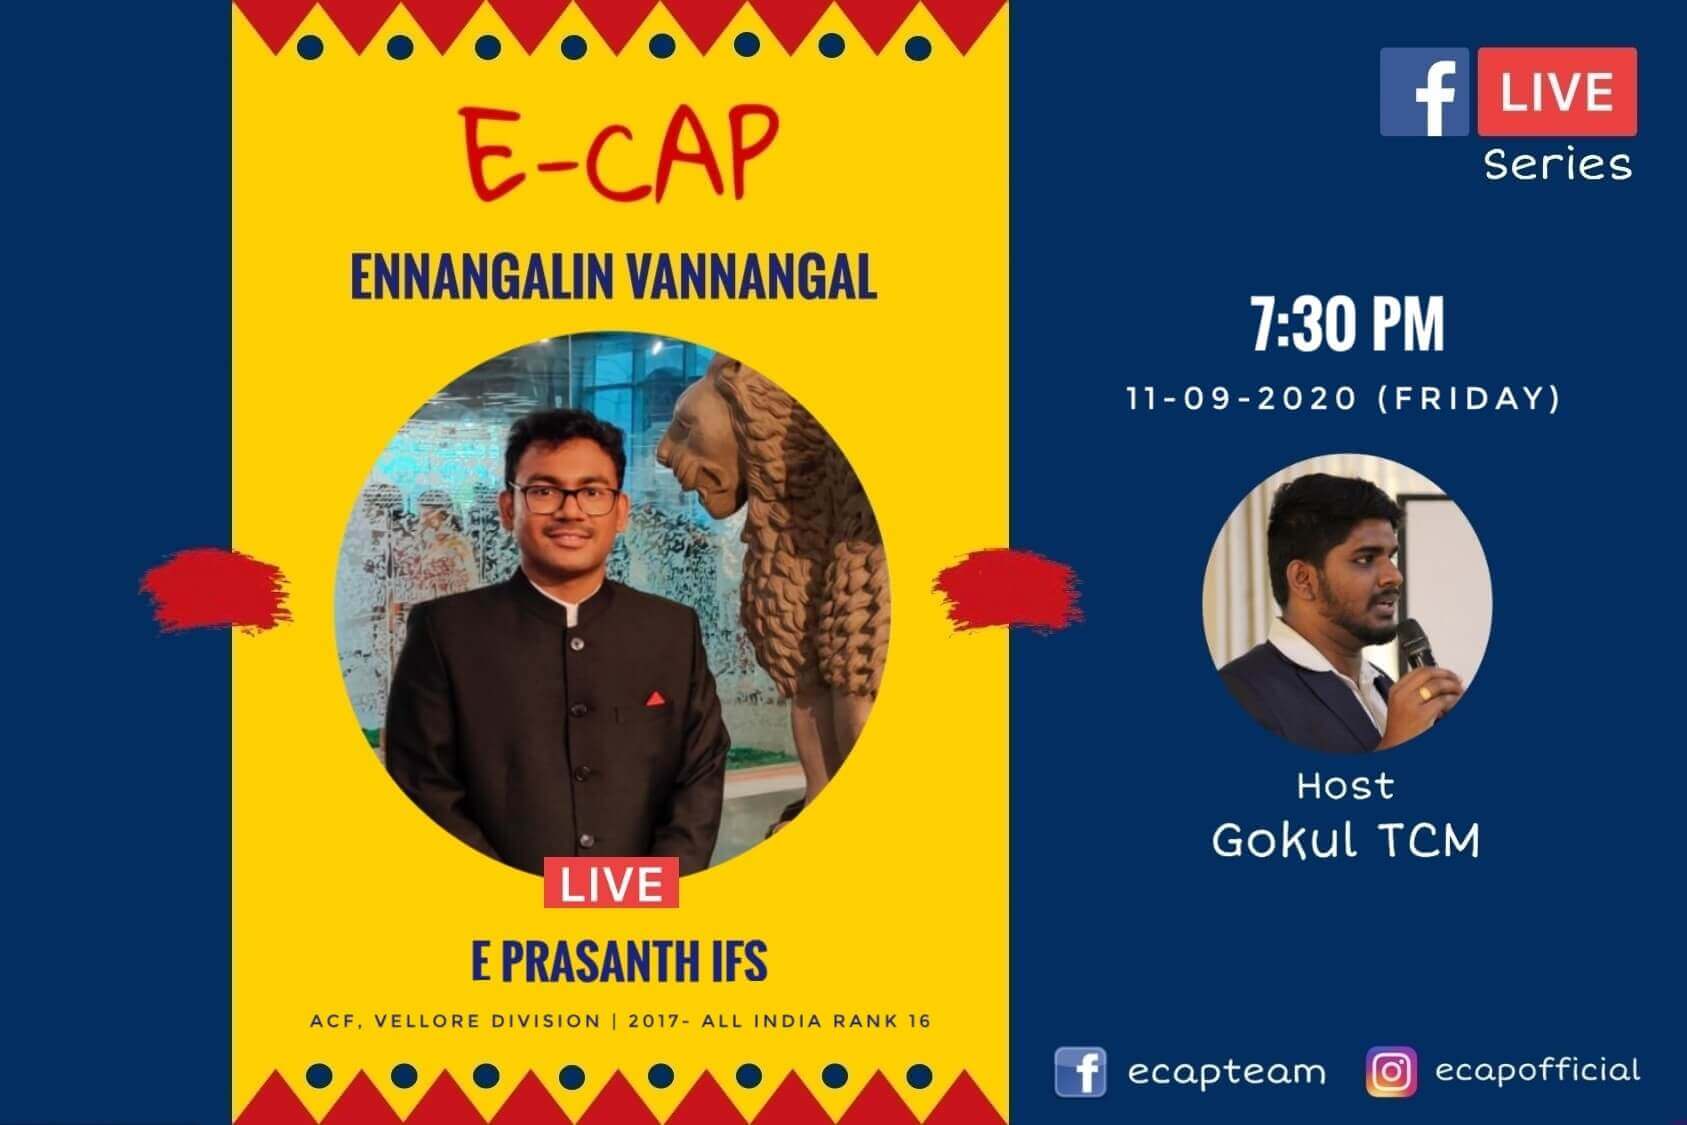 E-CAP
ENNANGALIN VANNANGAL
LIVE
E PRASANTH IFS
ACF, VELLORE DIVISION | 2017- ALL INDIA RANK 16
f LIVE
Series
7:30 PM
11-09-2020 (FRIDAY)
Host
Gokul TCM
f ecapteam
ecapofficial